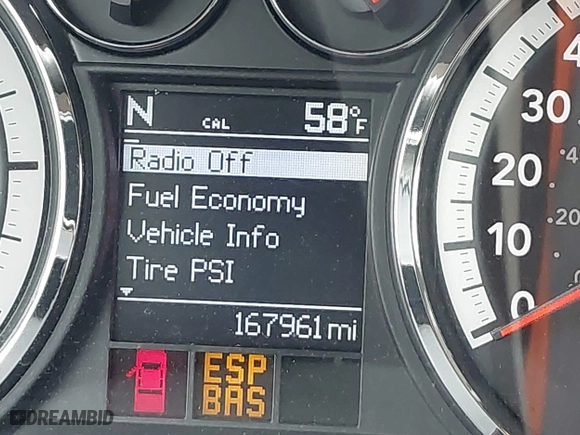 N CAL 58°F
Radio Off
Fuel Economy
Vehicle Info
Tire PSI
167961 mi
ESP
BAS
30
20
10
0
20
DREAMBID